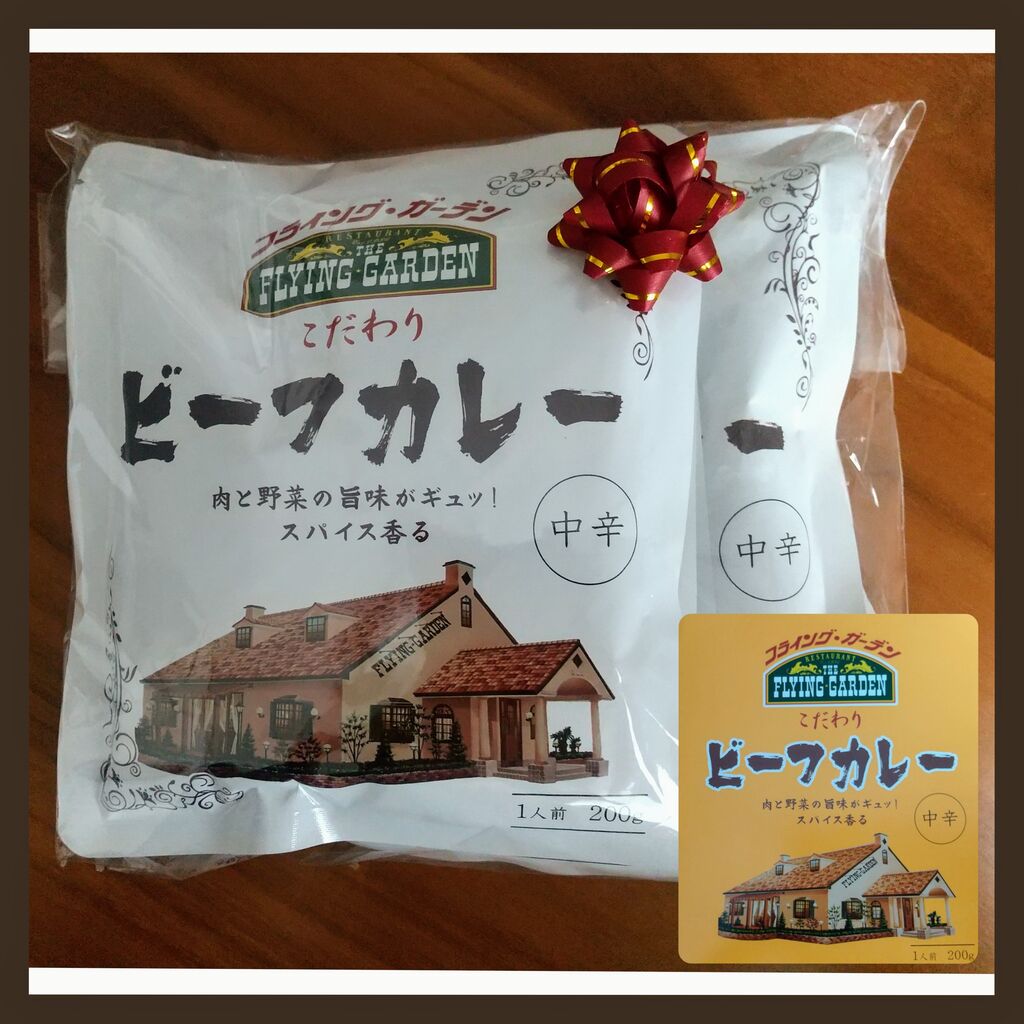 フライング・ガーデン
RESTAURANT
THE
FLYING-GARDEN
こだわり
ビーフカレー
肉と野菜の旨味がギュッ!
スパイス香る
中辛
FLYING-GARDEN
1人前 200g
ー
中辛
フライング・ガーデン
RESTAURANT
THE
FLYING-GARDEN
こだわり
ビーフカレー
肉と野菜の旨味がギュッ!
スパイス香る
中辛
FLYING-GARDEN
1人前 200g